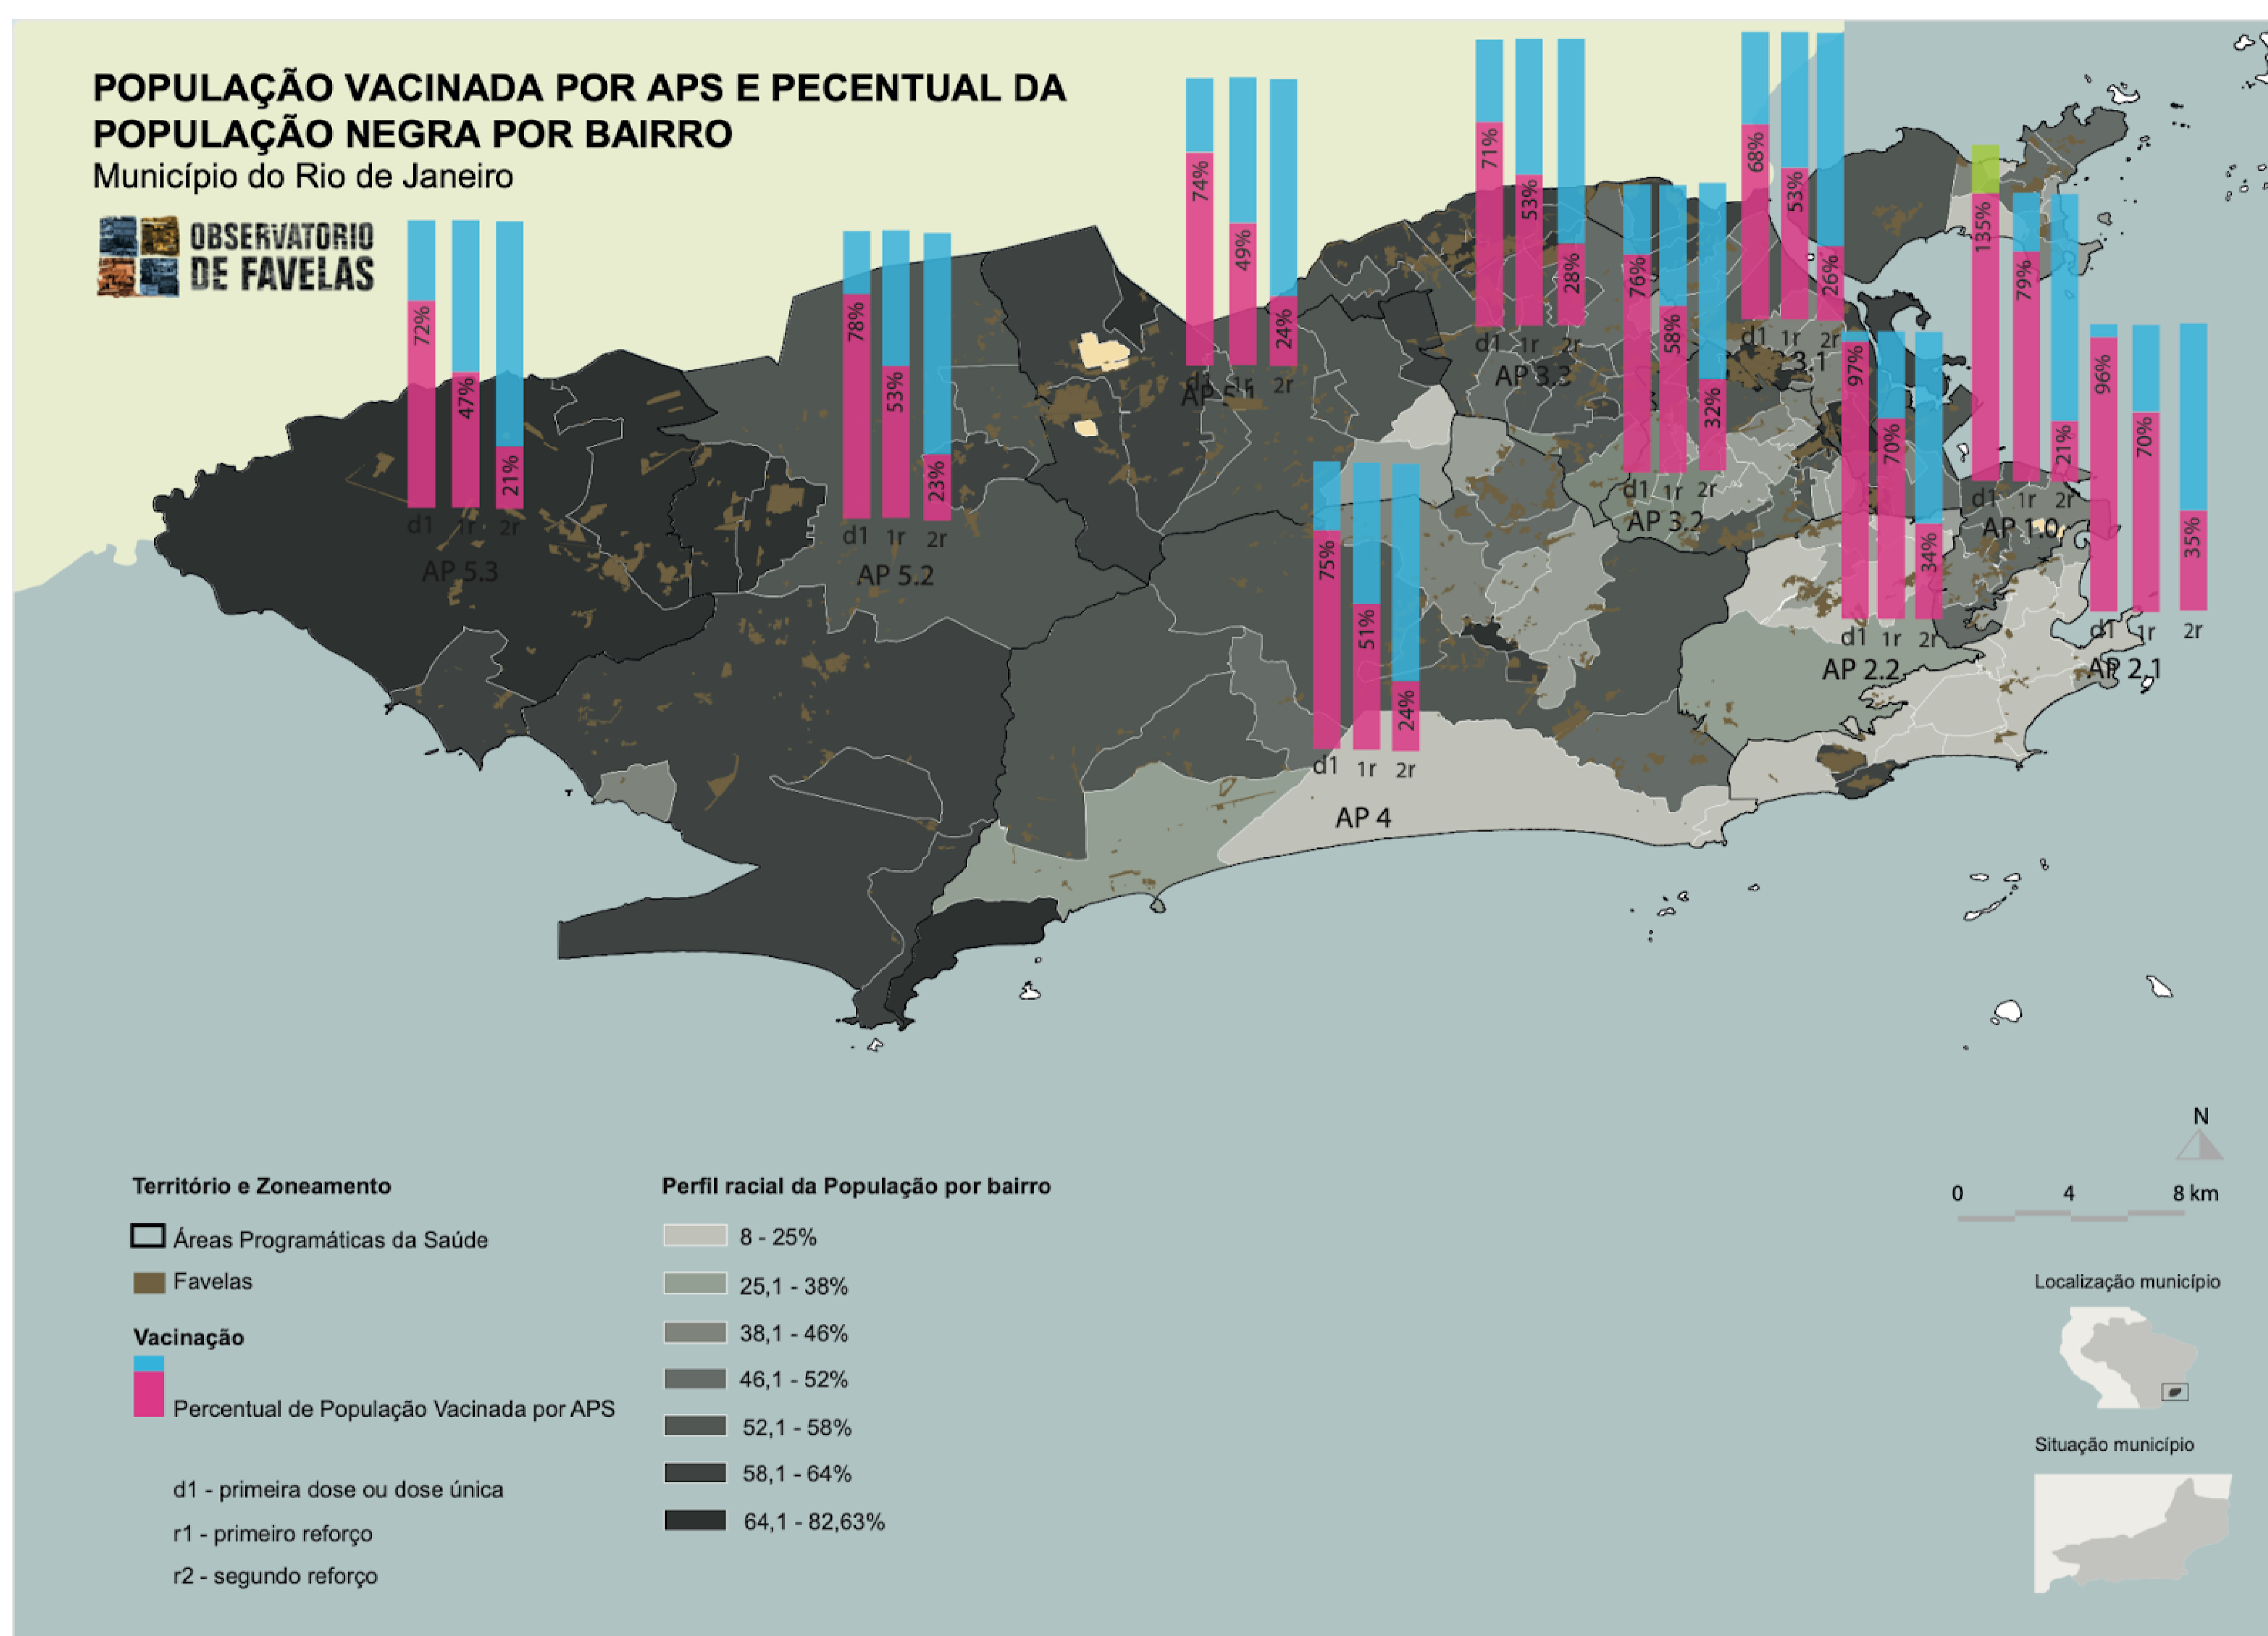 POPULAÇÃO VACINADA POR APS E PECENTUAL DA
POPULAÇÃO NEGRA POR BAIRRO
Município do Rio de Janeiro
OBSERVATÓRIO
DE FAVELAS
72%
47%
21%
d1 1r 2r
AP 5.3
78%
53%
23%
d1 1r 2r
AP 5.2
74%
49%
24%
d1 1r 2r
AP 5.1
71%
53%
28%
d1 1r 2r
AP 3.3
76%
58%
32%
d1 1r 2r
AP 3.2
68%
53%
26%
d1 1r 2r
3.1
75%
51%
24%
d1 1r 2r
AP 4
97%
70%
34%
d1 1r 2r
AP 2.2
135%
79%
21%
d1 1r 2r
AP 1.0
96%
70%
35%
d1 1r 2r
AP 2.1
Território e Zoneamento
Áreas Programáticas da Saúde
Favelas
Vacinação
Percentual de População Vacinada por APS
d1 - primeira dose ou dose única
r1 - primeiro reforço
r2 - segundo reforço
Perfil racial da População por bairro
8 - 25%
25,1 - 38%
38,1 - 46%
46,1 - 52%
52,1 - 58%
58,1 - 64%
64,1 - 82,63%
N
0 4 8 km
Localização município
Situação município